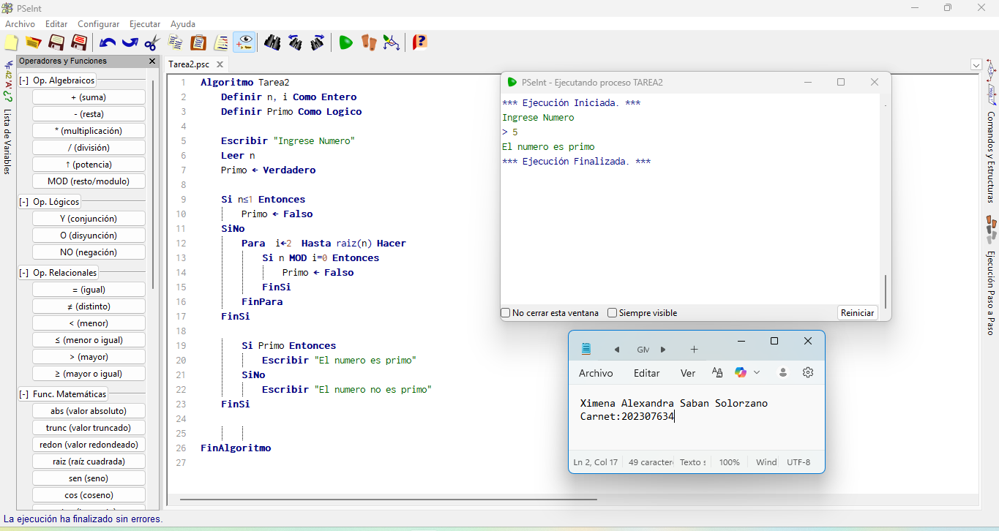 PSeInt
Archivo Editar Configurar Ejecutar Ayuda
Operadores y Funciones
[-] Op. Algebraicos
+ (suma)
- (resta)
* (multiplicación)
/ (división)
↑ (potencia)
MOD (resto/modulo)
[-] Op. Lógicos
Y (conjunción)
O (disyunción)
NO (negación)
[-] Op. Relacionales
= (igual)
≠ (distinto)
< (menor)
≤ (menor o igual)
> (mayor)
≥ (mayor o igual)
[-] Func. Matemáticas
abs (valor absoluto)
trunc (valor truncado)
redon (valor redondeado)
raiz (raíz cuadrada)
sen (seno)
cos (coseno)
Lista de Variables
Tarea2.psc
1 Algoritmo Tarea2
2 Definir n, i Como Entero
3 Definir Primo Como Logico
4
5 Escribir "Ingrese Numero"
6 Leer n
7 Primo ← Verdadero
8
9 Si n≤1 Entonces
10 Primo ← Falso
11 SiNo
12 Para i←2 Hasta raiz(n) Hacer
13 Si n MOD i=0 Entonces
14 Primo ← Falso
15 FinSi
16 FinPara
17 FinSi
18
19 Si Primo Entonces
20 Escribir "El numero es primo"
21 SiNo
22 Escribir "El numero no es primo"
23 FinSi
24
25
26 FinAlgoritmo
27
PSeInt - Ejecutando proceso TAREA2
*** Ejecución Iniciada. ***
Ingrese Numero
> 5
El numero es primo
*** Ejecución Finalizada. ***
No cerrar esta ventana Siempre visible Reiniciar
Archivo Editar Ver
Ximena Alexandra Saban Solorzano
Carnet:202307634
Ln 2, Col 17 49 caracter Texto s 100% Wind UTF-8
Comandos y Estructuras
Ejecución Paso a Paso
La ejecución ha finalizado sin errores.